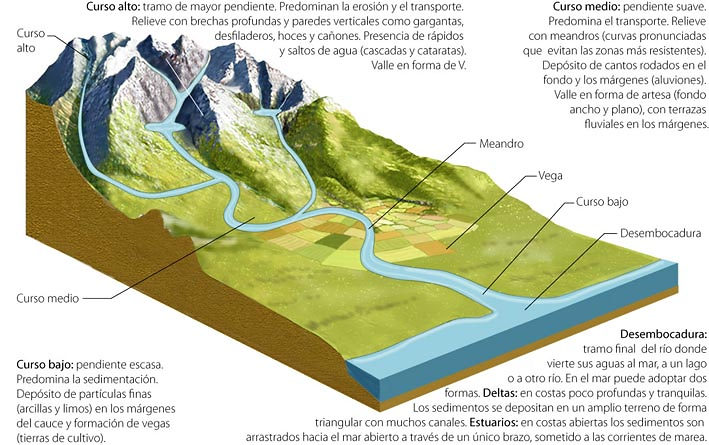 Curso alto: tramo de mayor pendiente. Predominan la erosión y el transporte.
Relieve con brechas profundas y paredes verticales como gargantas,
desfiladeros, hoces y cañones. Presencia de rápidos
y saltos de agua (cascadas y cataratas).
Valle en forma de V.
Curso medio: pendiente suave.
Predomina el transporte. Relieve
con meandros (curvas pronunciadas
que evitan las zonas más resistentes).
Depósito de cantos rodados en el
fondo y los márgenes (aluviones).
Valle en forma de artesa (fondo
ancho y plano), con terrazas
fluviales en los márgenes.
Curso
alto
Meandro
Vega
Curso bajo
Desembocadura
Curso medio
Curso bajo: pendiente escasa.
Predomina la sedimentación.
Depósito de partículas finas
(arcillas y limos) en los márgenes
del cauce y formación de vegas
(tierras de cultivo).
Desembocadura:
tramo final del río donde
vierte sus aguas al mar, a un lago
o a otro río. En el mar puede adoptar dos
formas. Deltas: en costas poco profundas y tranquilas.
Los sedimentos se depositan en un amplio terreno de forma
triangular con muchos canales. Estuarios: en costas abiertas los sedimentos son
arrastrados hacia el mar abierto a través de un único brazo, sometido a las corrientes de marea.